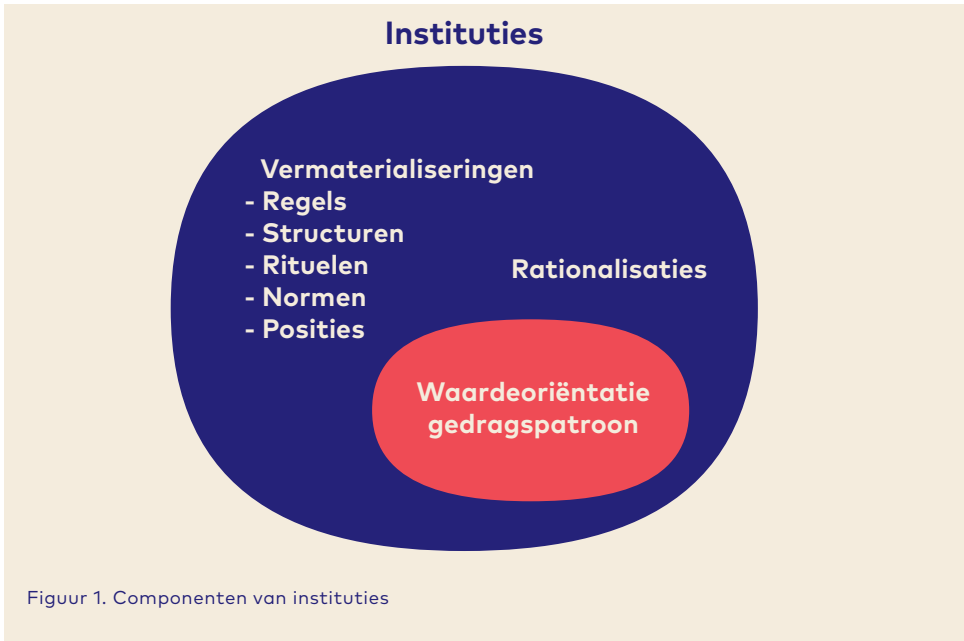 Instituties
Vermaterialiseringen
- Regels
- Structuren
- Rituelen
- Normen
- Posities
Rationalisaties
Waardeoriëntatie
gedragspatroon
Figuur 1. Componenten van instituties